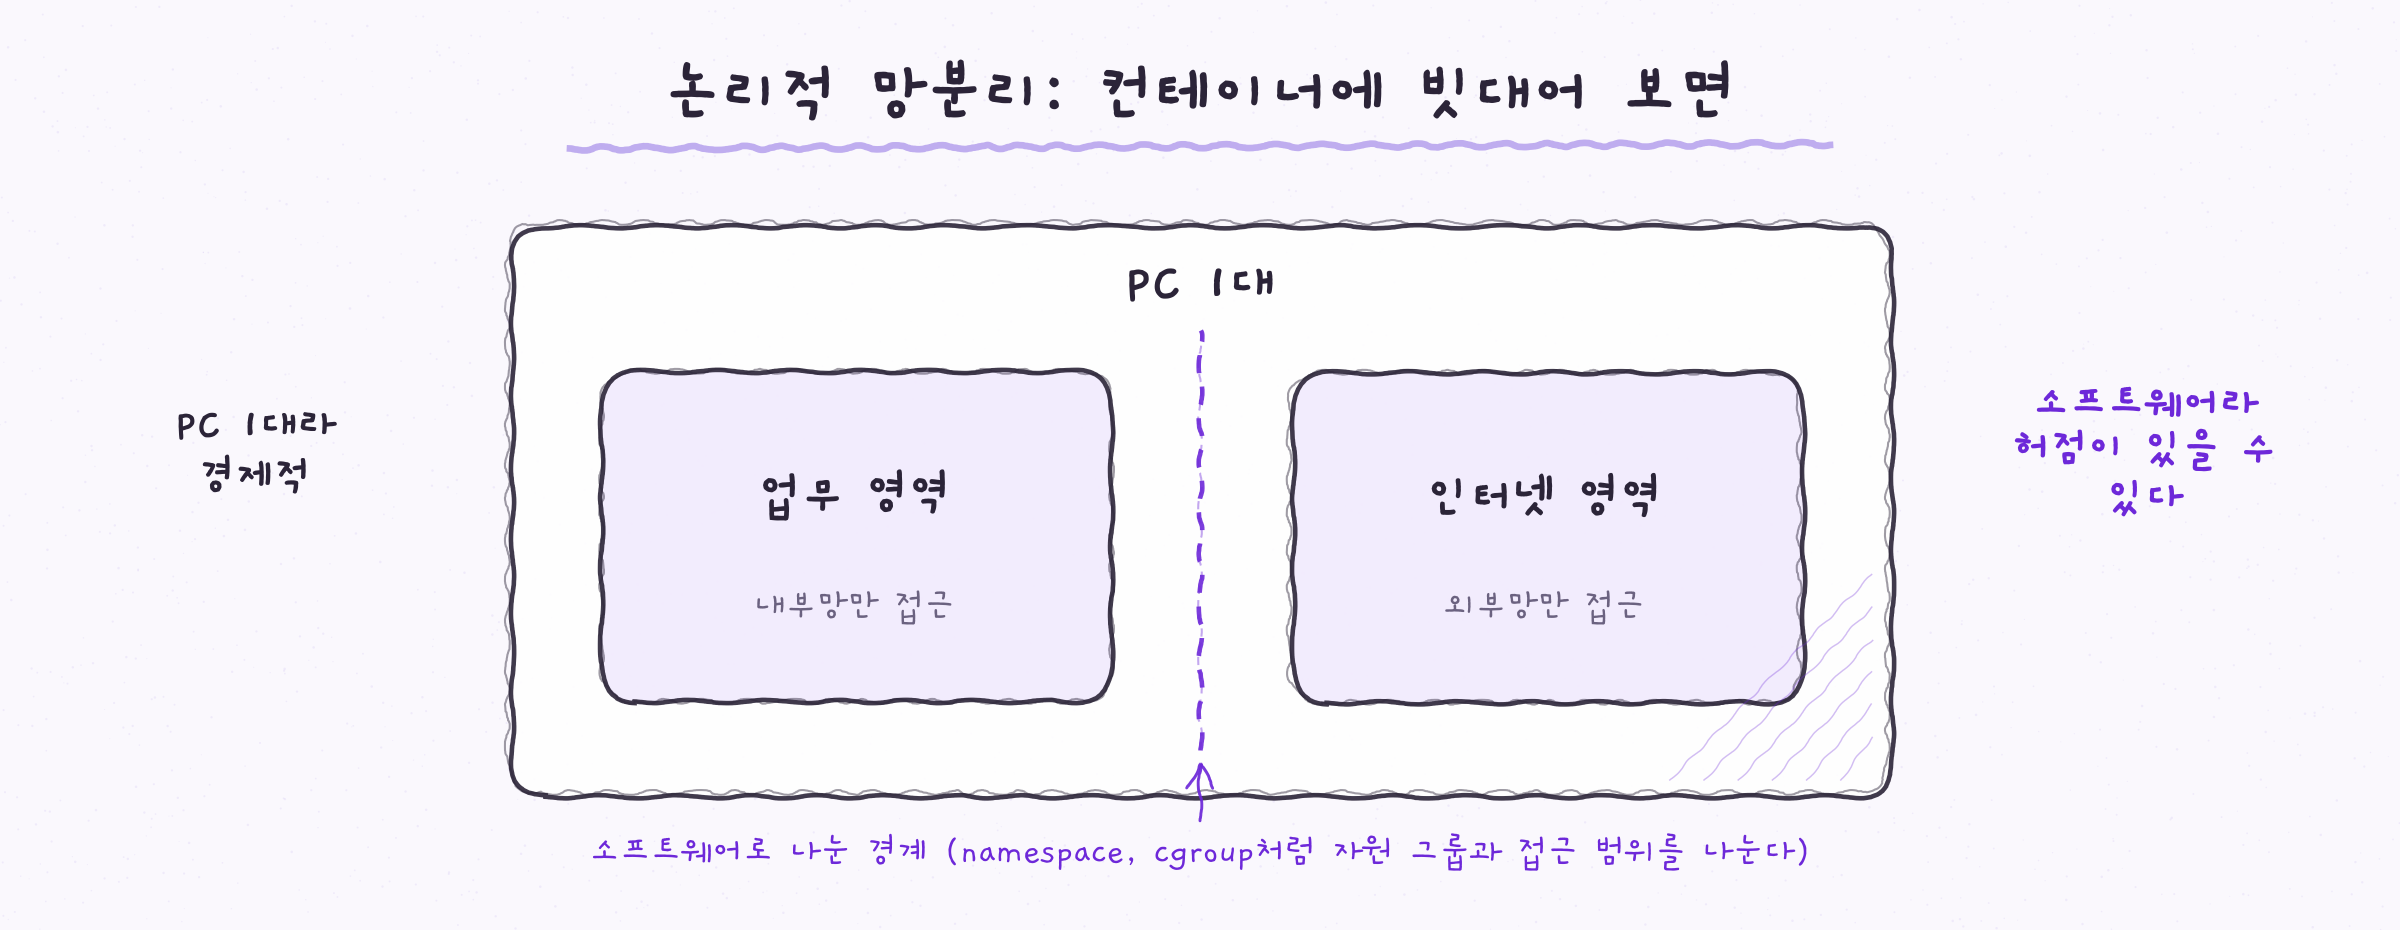 논리적 망분리: 컨테이너에 빗대어 보면
PC 1대
PC 1대라
경제적
업무 영역
내부망만 접근
인터넷 영역
외부망만 접근
소프트웨어라
허점이 있을 수
있다
소프트웨어로 나눈 경계 (namespace, cgroup처럼 자원 그룹과 접근 범위를 나눈다)